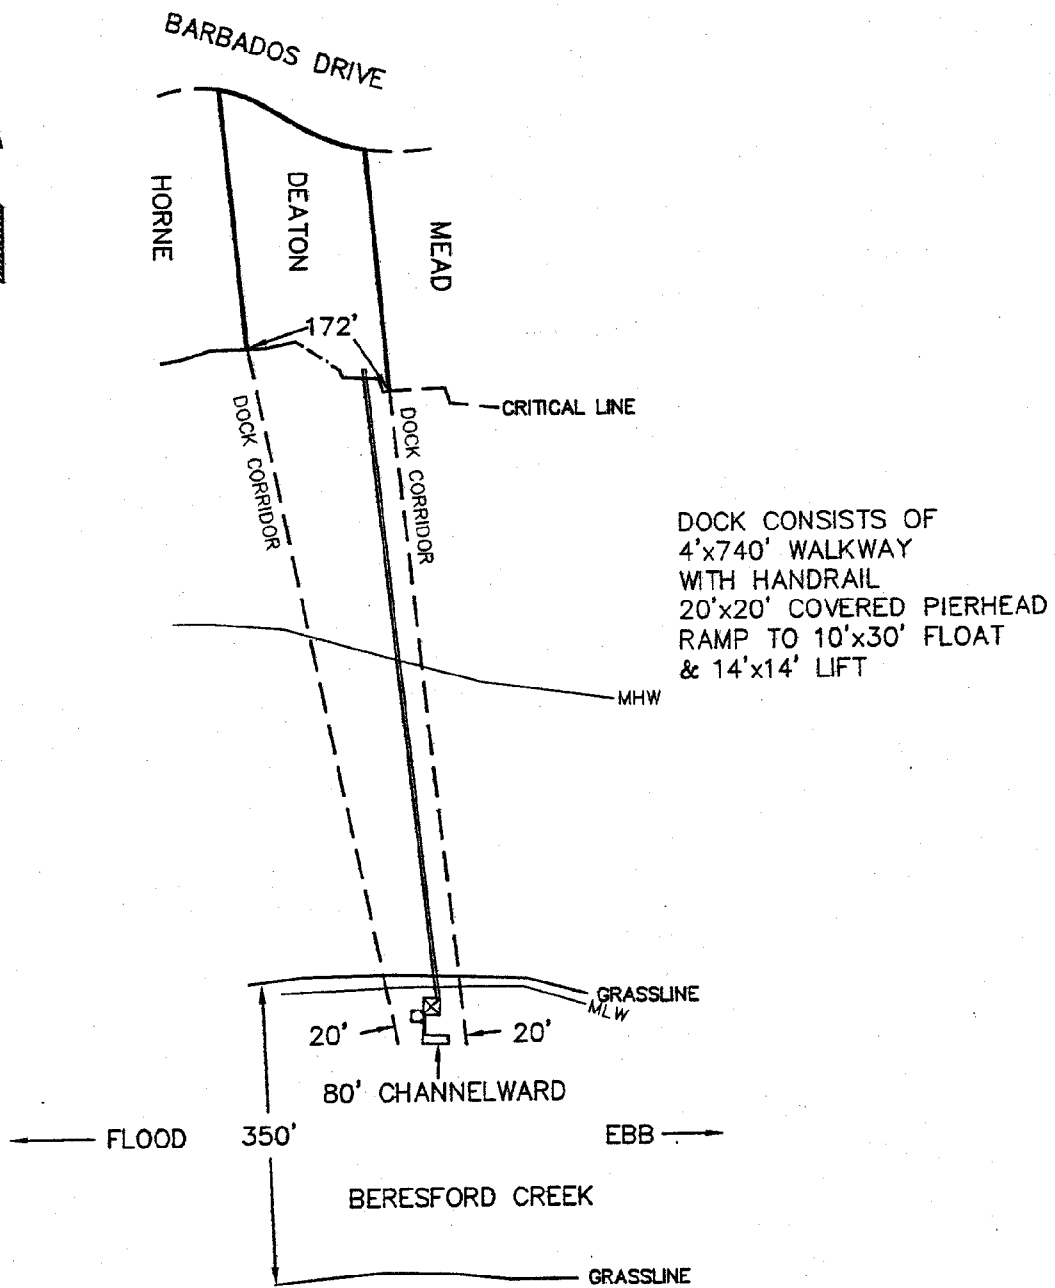 BARBADOS DRIVE
HORNE
DEATON
MEAD
172'
CRITICAL LINE
DOCK CORRIDOR
DOCK CORRIDOR
DOCK CONSISTS OF
4'x740' WALKWAY
WITH HANDRAIL
20'x20' COVERED PIERHEAD
RAMP TO 10'x30' FLOAT
& 14'x14' LIFT
MHW
GRASSLINE
MLW
20'
20'
80' CHANNELWARD
FLOOD
350'
EBB
BERESFORD CREEK
GRASSLINE